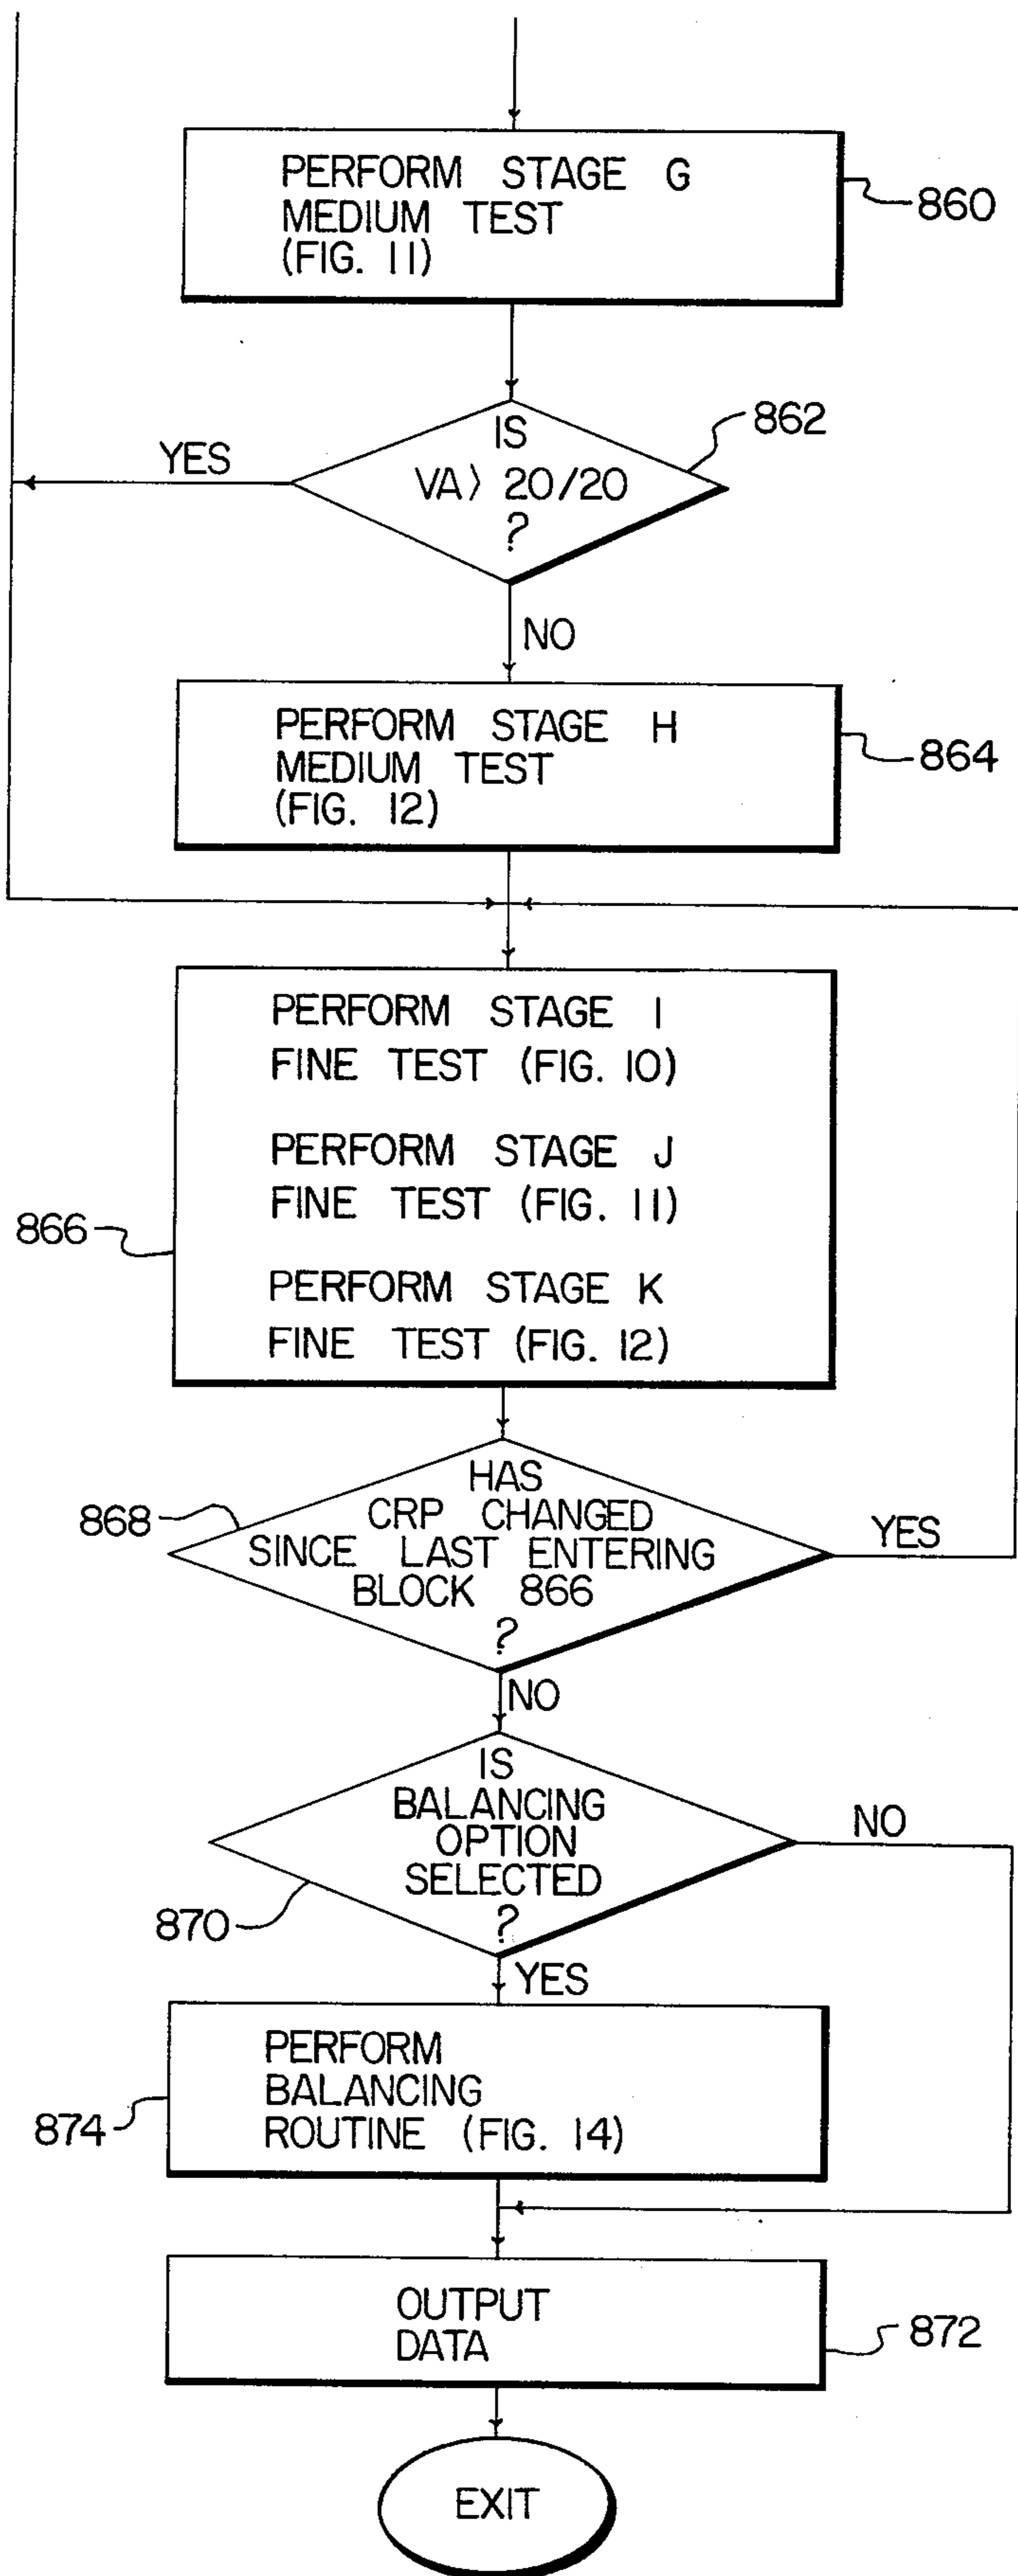 PERFORM STAGE G
MEDIUM TEST
(FIG. 11)
860
IS
VA> 20/20
?
862
YES
NO
PERFORM STAGE H
MEDIUM TEST
(FIG. 12)
864
PERFORM STAGE I
FINE TEST (FIG. 10)
PERFORM STAGE J
FINE TEST (FIG. 11)
866
PERFORM STAGE K
FINE TEST (FIG. 12)
868
HAS
CRP CHANGED
SINCE LAST ENTERING
BLOCK 866
?
YES
NO
IS
BALANCING
OPTION
SELECTED
?
NO
870
YES
PERFORM
BALANCING
ROUTINE (FIG. 14)
874
OUTPUT
DATA
872
EXIT